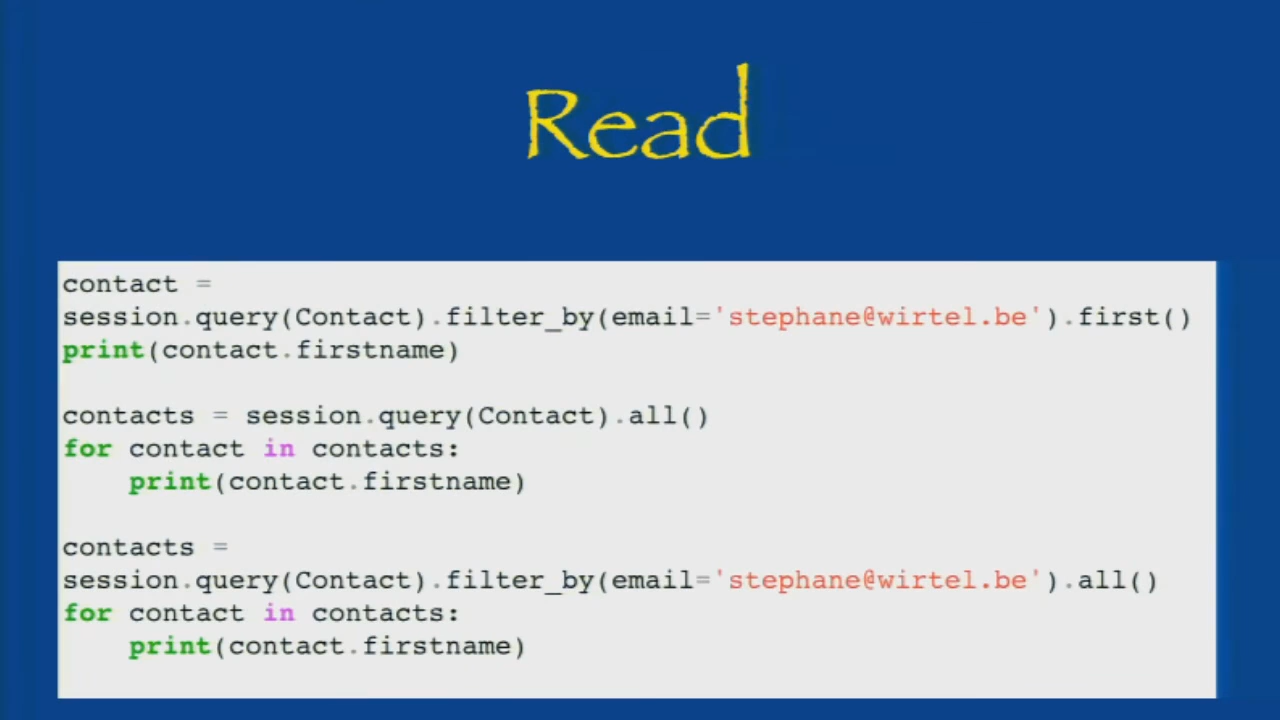 Read
contact =
session.query(Contact).filter_by(email='stephane@wirtel.be').first()
print(contact.firstname)
contacts = session.query(Contact).all()
for contact in contacts:
    print(contact.firstname)
contacts =
session.query(Contact).filter_by(email='stephane@wirtel.be').all()
for contact in contacts:
    print(contact.firstname)